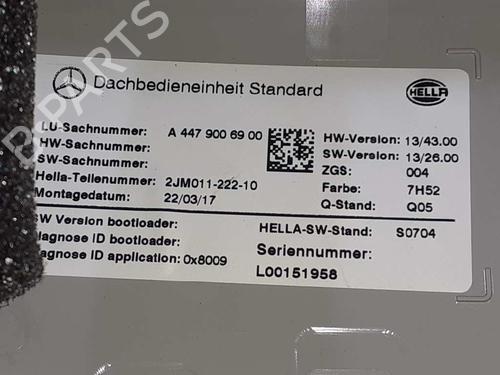 Dachbedieneinheit Standard
HELLA
LU-Sachnummer: A 447 900 69 00
HW-Sachnummer:
SW-Sachnummer:
Hella-Teilenummer: 2JM011-222-10
Montagedatum: 22/03/17
HW-Version: 13/43.00
SW-Version: 13/26.00
ZGS: 004
Farbe: 7H52
Q-Stand: Q05
SW Version bootloader:
iagnose ID bootloader:
iagnose ID application: 0x8009
HELLA-SW-Stand: S0704
Seriennummer:
L00151958
B-PARTS